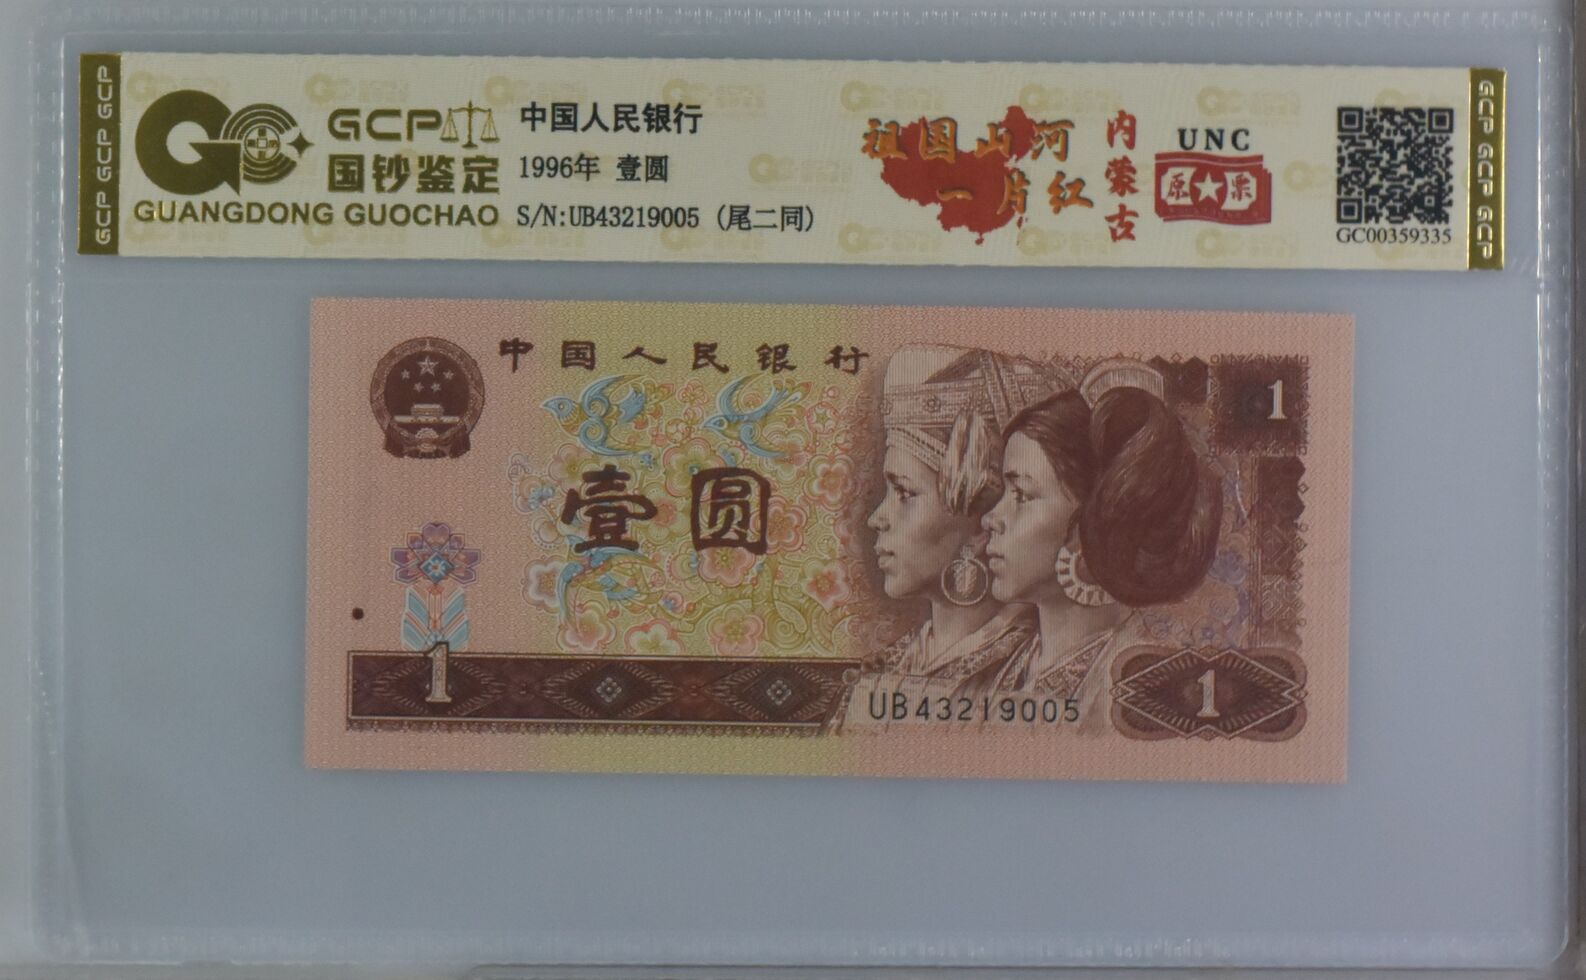 GCP GCP GCP
GCP
国钞鉴定
GUANGDONG GUOCHAO
中国人民银行
1996年 壹圆
S/N:UB43219005 (尾二同)
祖国山河
一片红
内蒙古
UNC
原票
GC00359335
GCP GCP GCP
中国人民银行
1
壹圆
1
UB43219005
1